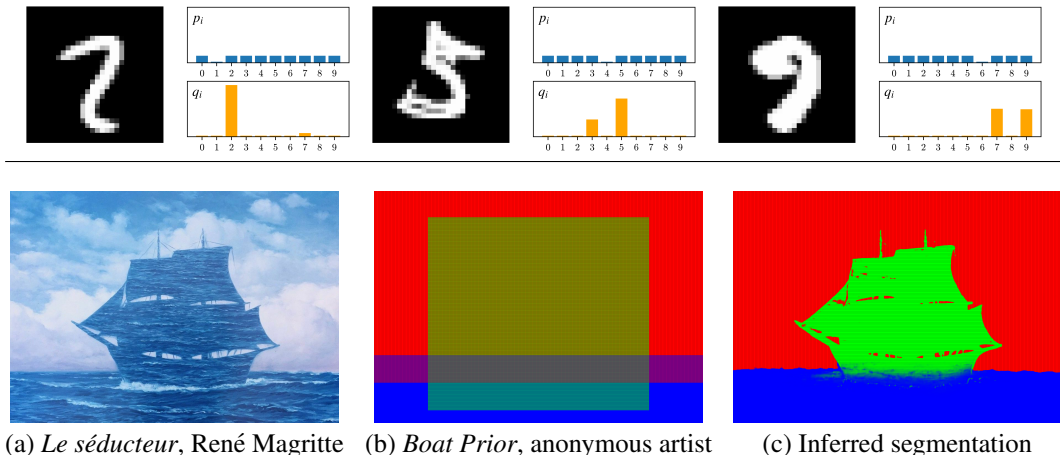 p_i
0 1 2 3 4 5 6 7 8 9
q_i
0 1 2 3 4 5 6 7 8 9
p_i
0 1 2 3 4 5 6 7 8 9
q_i
0 1 2 3 4 5 6 7 8 9
p_i
0 1 2 3 4 5 6 7 8 9
q_i
0 1 2 3 4 5 6 7 8 9
(a) Le séducteur, René Magritte
(b) Boat Prior, anonymous artist
(c) Inferred segmentation